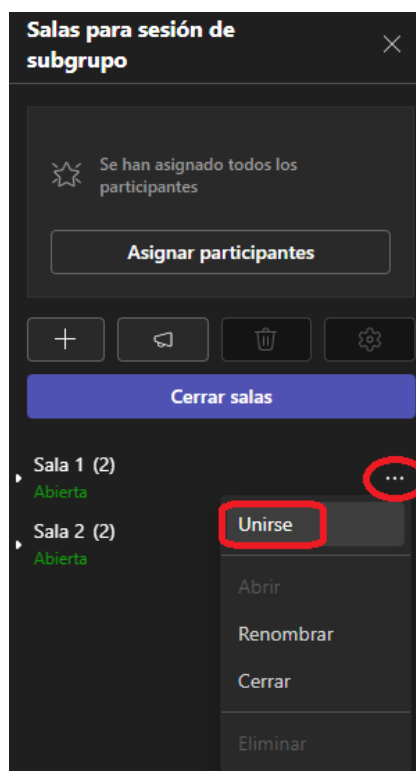 Salas para sesión de
subgrupo
Se han asignado todos los
participantes
Asignar participantes
Cerrar salas
Sala 1 (2)
Abierta
Sala 2 (2)
Abierta
Unirse
Abrir
Renombrar
Cerrar
Eliminar